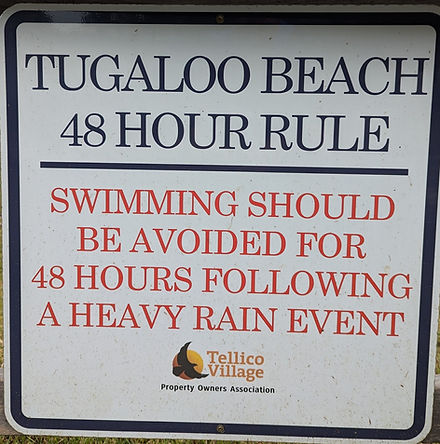 TUGALOO BEACH
48 HOUR RULE
SWIMMING SHOULD
BE AVOIDED FOR
48 HOURS FOLLOWING
A HEAVY RAIN EVENT
Tellico
Village
Property Owners Association